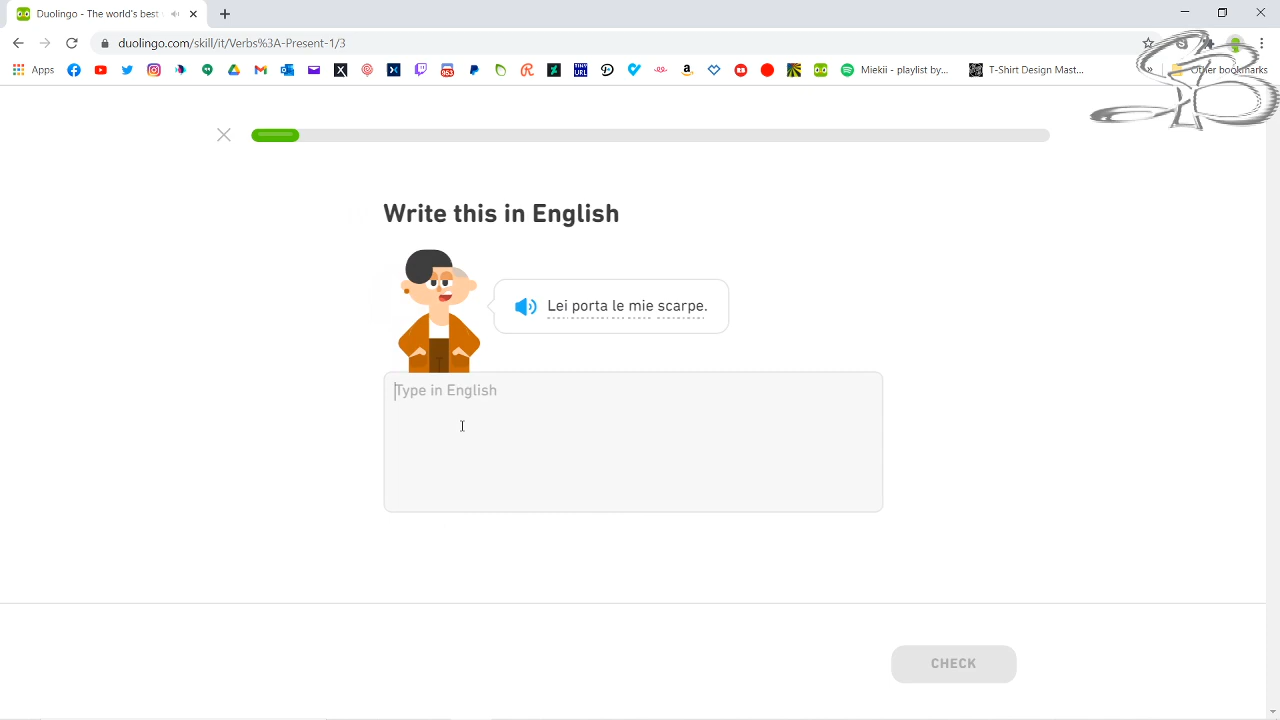 Duolingo - The world's best
duolingo.com/skill/it/Verbs%3A-Present-1/3
Apps
Miekii - playlist by...
T-Shirt Design Mast...
»
Other bookmarks
Write this in English
Lei porta le mie scarpe.
Type in English
CHECK